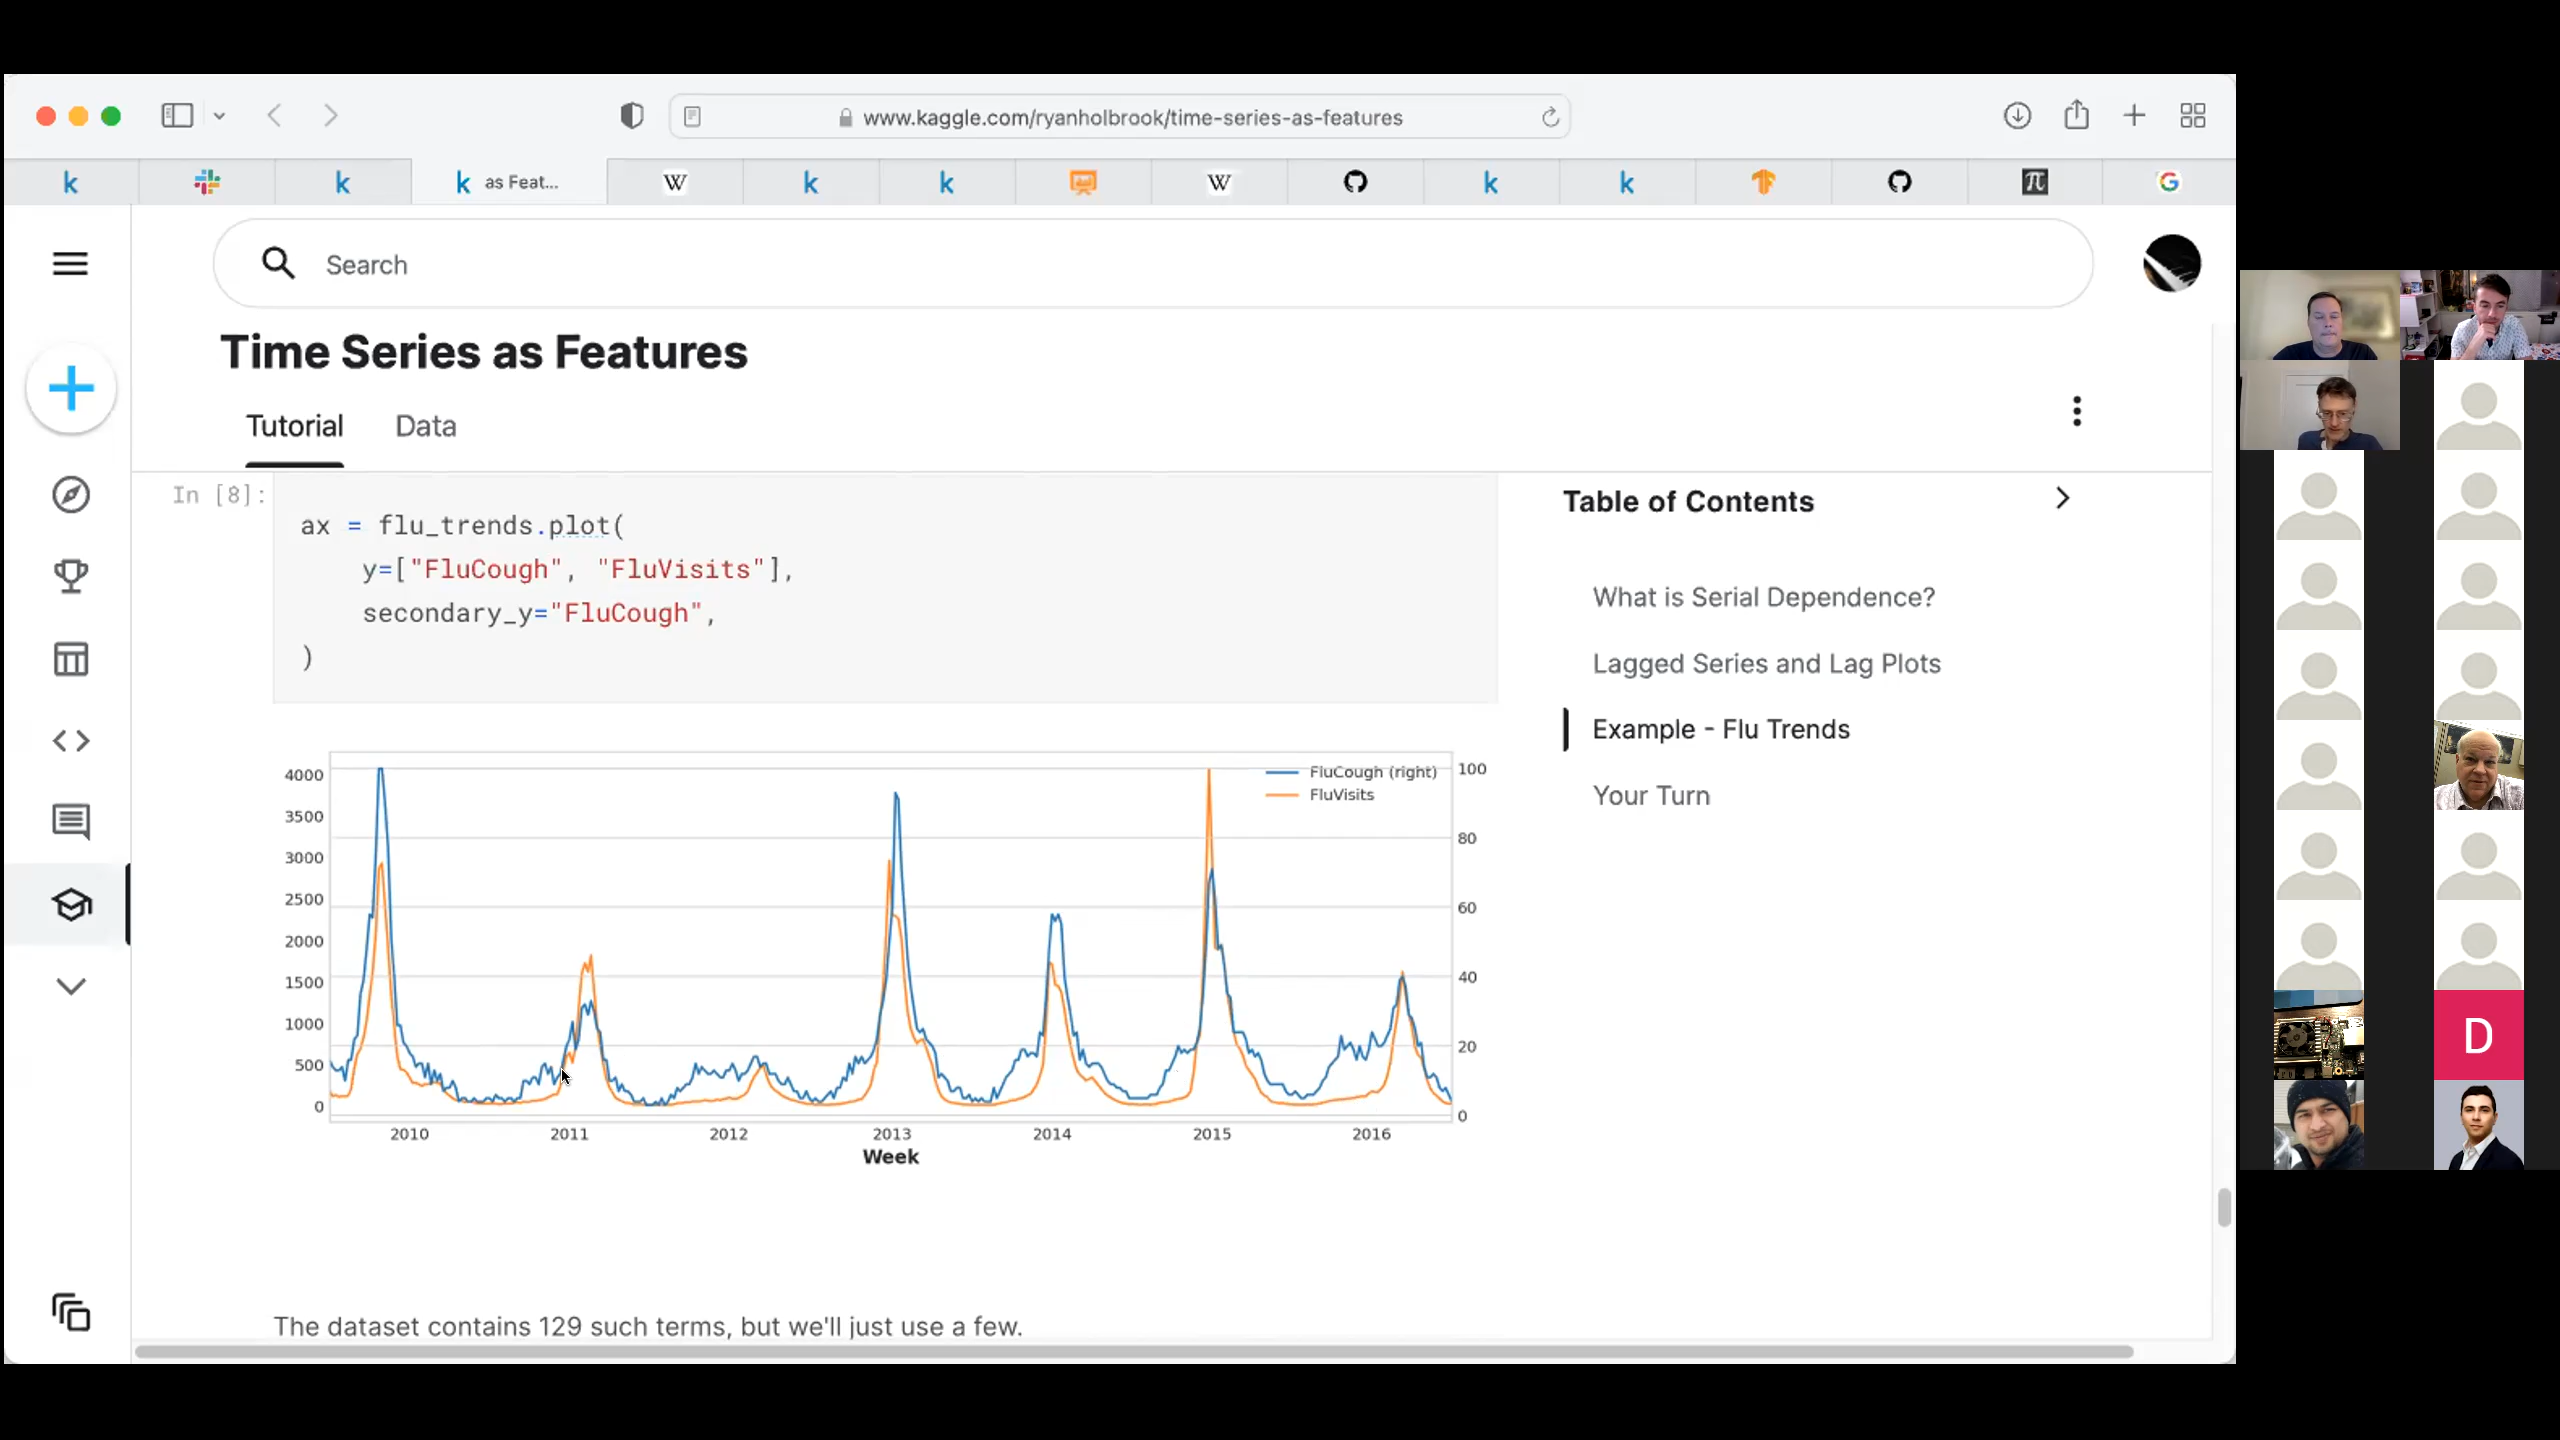 www.kaggle.com/ryanholbrook/time-series-as-features
k
k
k as Feat...
W
k
k
W
k
k
π
G
Search
Time Series as Features
Tutorial Data
In [8]:
ax = flu_trends.plot(
y=["FluCough", "FluVisits"],
secondary_y="FluCough",
)
Table of Contents
What is Serial Dependence?
Lagged Series and Lag Plots
Example - Flu Trends
Your Turn
FluCough (right)
FluVisits
4000
3500
3000
2500
2000
1500
1000
500
0
100
80
60
40
20
0
2010 2011 2012 2013 2014 2015 2016
Week
The dataset contains 129 such terms, but we'll just use a few.
D